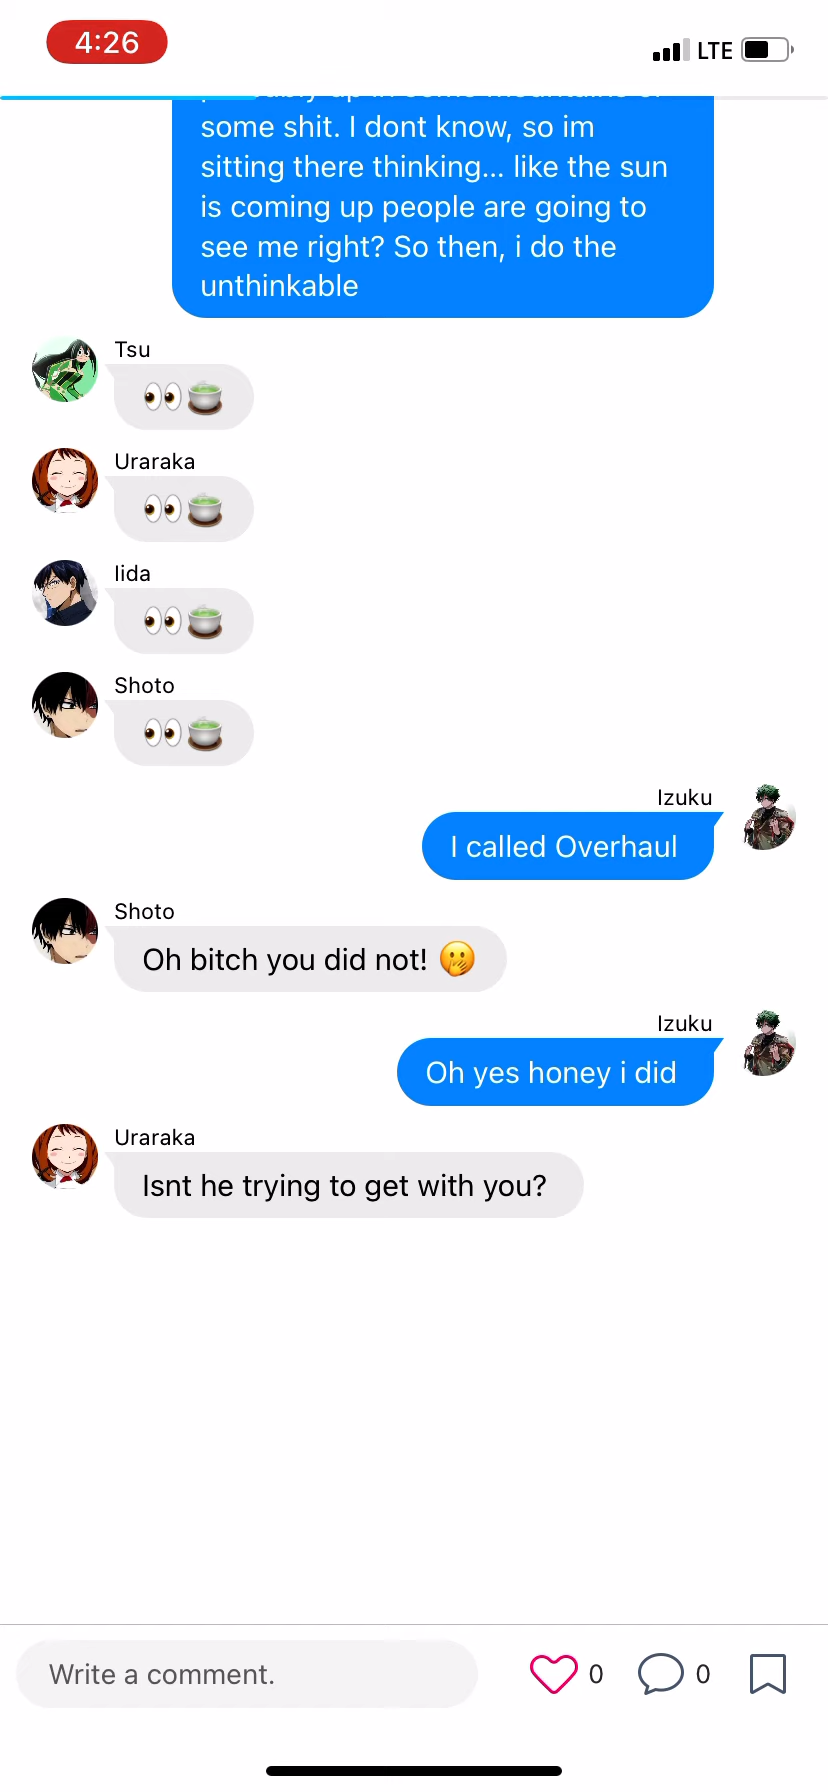 4:26
LTE
some shit. I dont know, so im
sitting there thinking... like the sun
is coming up people are going to
see me right? So then, i do the
unthinkable
Tsu
👀🍵
Uraraka
👀🍵
Iida
👀🍵
Shoto
👀🍵
Izuku
I called Overhaul
Shoto
Oh bitch you did not! 🤭
Izuku
Oh yes honey i did
Uraraka
Isnt he trying to get with you?
Write a comment.
0
0